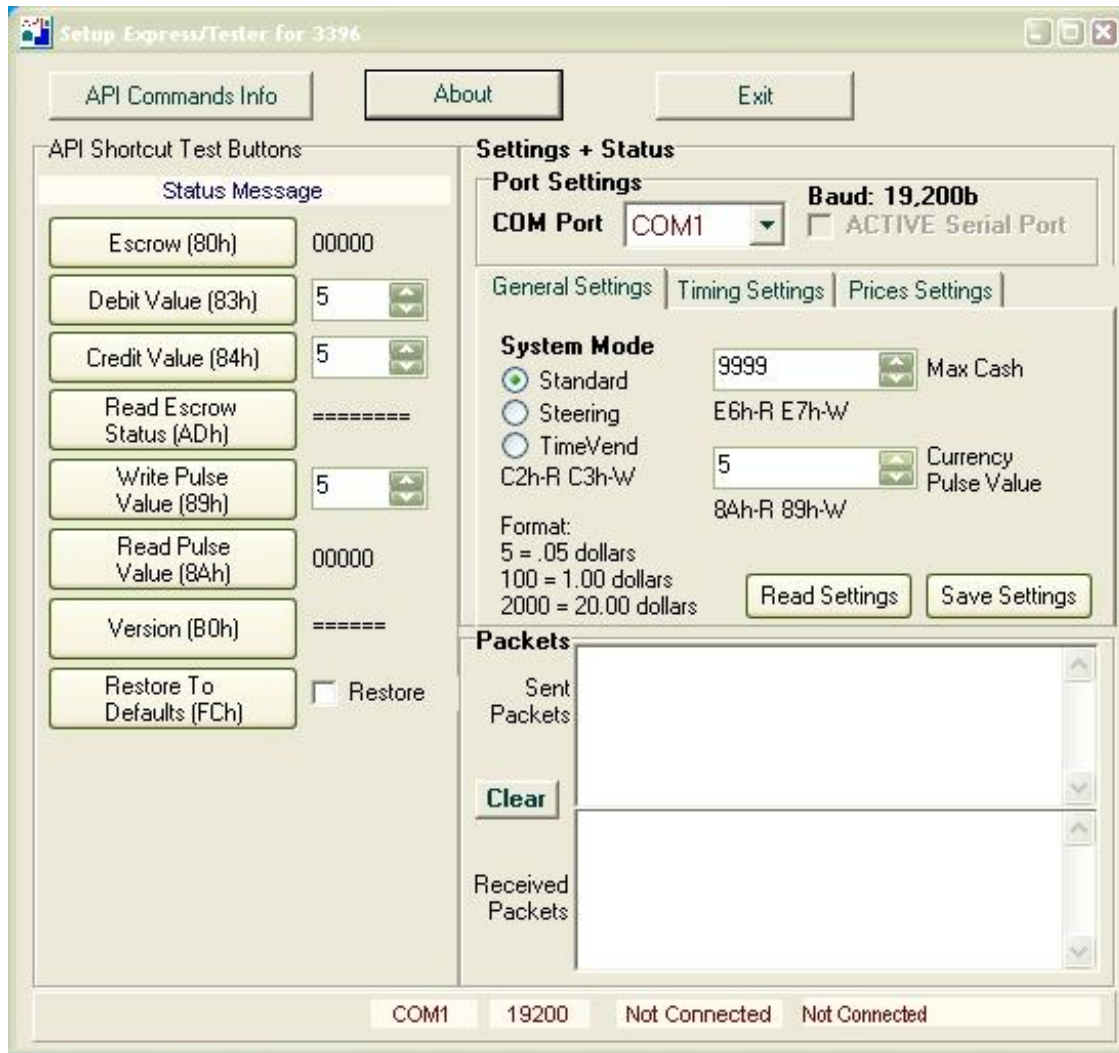 Setup Express/Tester for 3396
API Commands Info
About
Exit
API Shortcut Test Buttons
Status Message
Escrow (80h)
00000
Debit Value (83h)
5
Credit Value (84h)
5
Read Escrow
Status (ADh)
========
Write Pulse
Value (89h)
5
Read Pulse
Value (8Ah)
00000
Version (B0h)
======
Restore To
Defaults (FCh)
Restore
Settings + Status
Port Settings
COM Port
COM1
Baud: 19,200b
ACTIVE Serial Port
General Settings
Timing Settings
Prices Settings
System Mode
Standard
Steering
TimeVend
C2h-R C3h-W
9999
Max Cash
E6h-R E7h-W
5
Currency
Pulse Value
8Ah-R 89h-W
Format:
5 = .05 dollars
100 = 1.00 dollars
2000 = 20.00 dollars
Read Settings
Save Settings
Packets
Sent
Packets
Clear
Received
Packets
COM1
19200
Not Connected
Not Connected